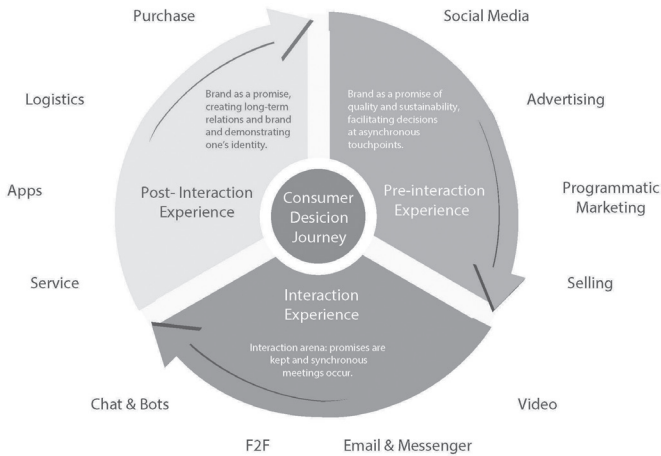 Purchase
Social Media
Logistics
Advertising
Brand as a promise,
creating long-term
relations and brand
and demonstrating
one's identity.
Brand as a promise of
quality and sustainability,
facilitating decisions
at asynchronous
touchpoints.
Apps
Post- Interaction
Experience
Consumer
Desicion
Journey
Pre-interaction
Experience
Programmatic
Marketing
Service
Selling
Interaction
Experience
Interaction arena: promises are
kept and synchronous
meetings occur.
Chat & Bots
Video
F2F
Email & Messenger